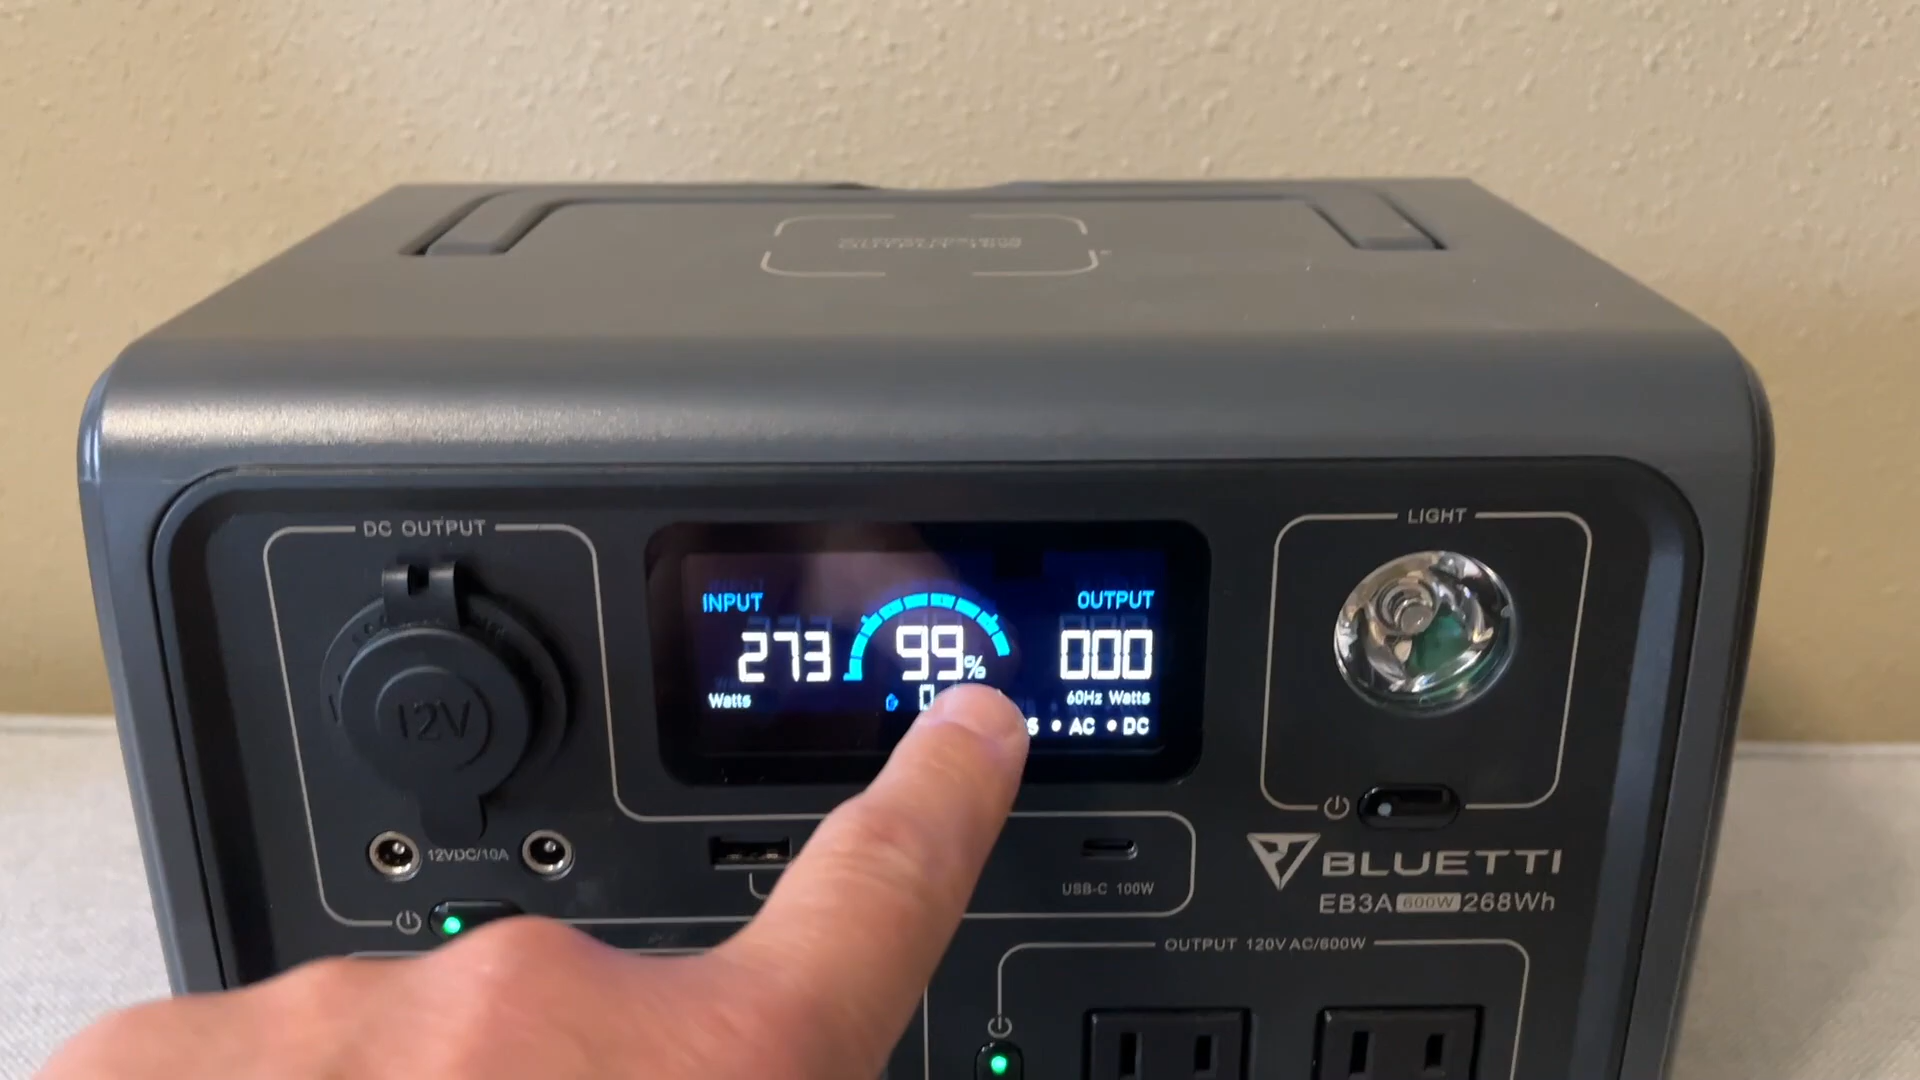 DC OUTPUT
LIGHT
INPUT
OUTPUT
273
99%
000
Watts
60Hz Watts
• AC • DC
12V
12VDC/10A
USB-C 100W
BLUETTI
EB3A 600W 268Wh
OUTPUT 120V AC/600W